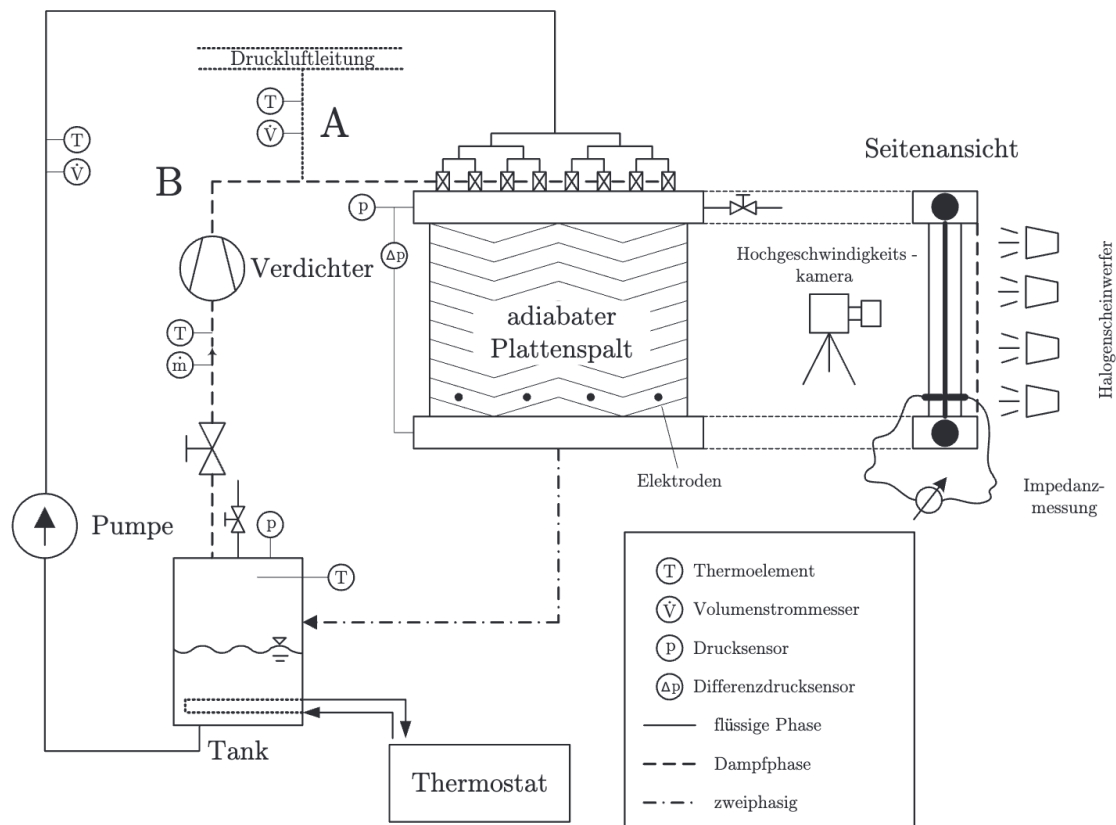 Druckluftleitung
T
V̇
A
T
V̇
B
Seitenansicht
p
Δp
Verdichter
Hochgeschwindigkeits -
kamera
adiabater
Plattenspalt
Halogenscheinwerfer
T
ṁ
Elektroden
Impedanz-
messung
Pumpe
p
T
Tank
Thermostat
T Thermoelement
V̇ Volumenstrommesser
p Drucksensor
Δp Differenzdrucksensor
flüssige Phase
Dampfphase
zweiphasig